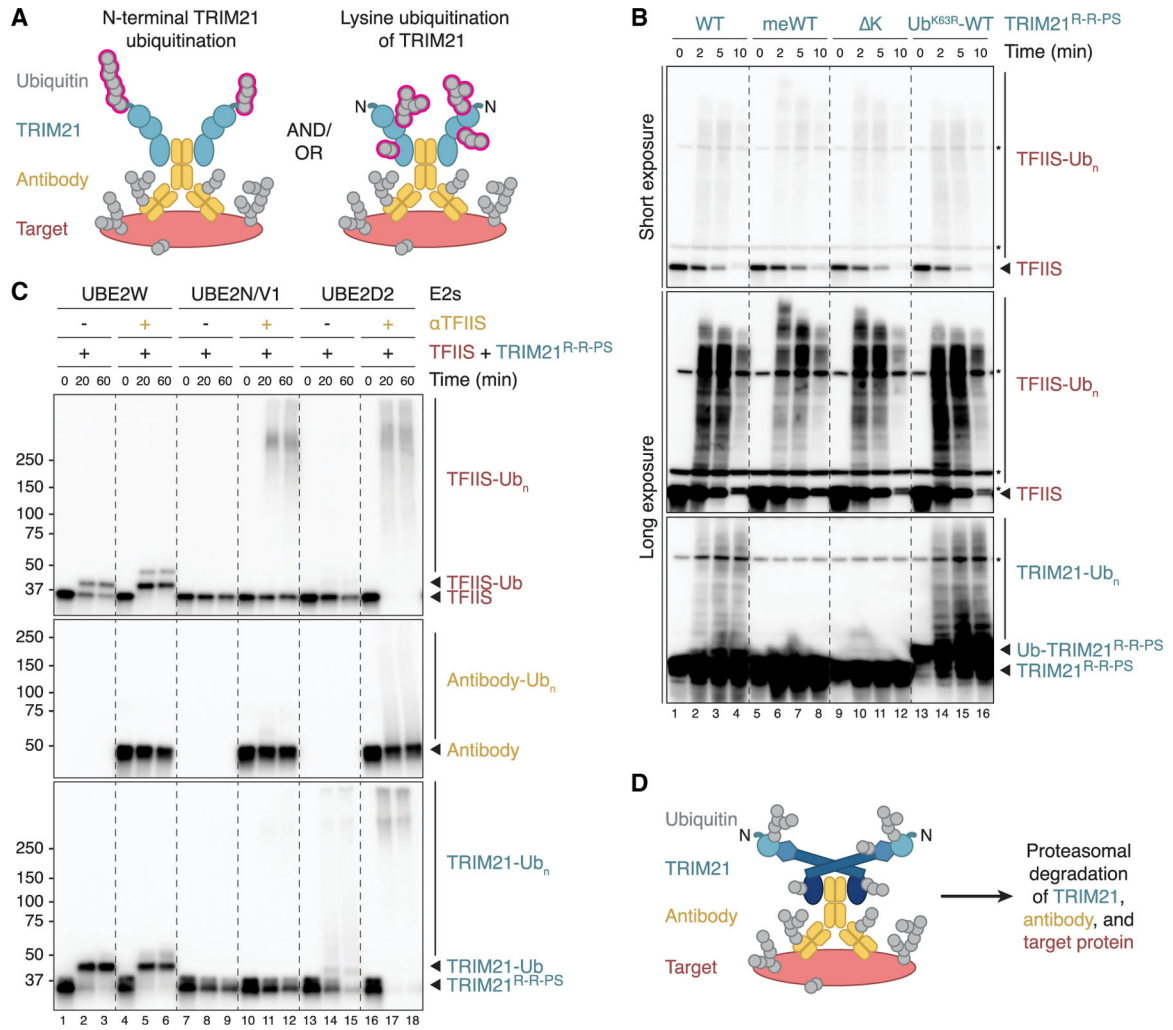 A
N-terminal TRIM21
ubiquitination
Lysine ubiquitination
of TRIM21
Ubiquitin
TRIM21
Antibody
Target
AND/
OR
N
N
B
WT meWT ΔK Ub^K63R-WT TRIM21^R-R-PS
0 2 5 10 0 2 5 10 0 2 5 10 0 2 5 10 Time (min)
Short exposure
*
TFIIS-Ub_n
*
TFIIS
Long exposure
*
TFIIS-Ub_n
*
*
TFIIS
*
TRIM21-Ub_n
Ub-TRIM21^R-R-PS
TRIM21^R-R-PS
1 2 3 4 5 6 7 8 9 10 11 12 13 14 15 16
C
UBE2W UBE2N/V1 UBE2D2 E2s
- + - + - + αTFIIS
+ + + + + + TFIIS + TRIM21^R-R-PS
0 20 60 0 20 60 0 20 60 0 20 60 0 20 60 0 20 60 Time (min)
250
150
100
75
50
37
TFIIS-Ub_n
TFIIS-Ub
TFIIS
250
150
100
50
Antibody-Ub_n
Antibody
250
150
100
75
50
37
TRIM21-Ub_n
TRIM21-Ub
TRIM21^R-R-PS
1 2 3 4 5 6 7 8 9 10 11 12 13 14 15 16 17 18
D
Ubiquitin
TRIM21
Antibody
Target
N
N
Proteasomal
degradation
of TRIM21,
antibody, and
target protein